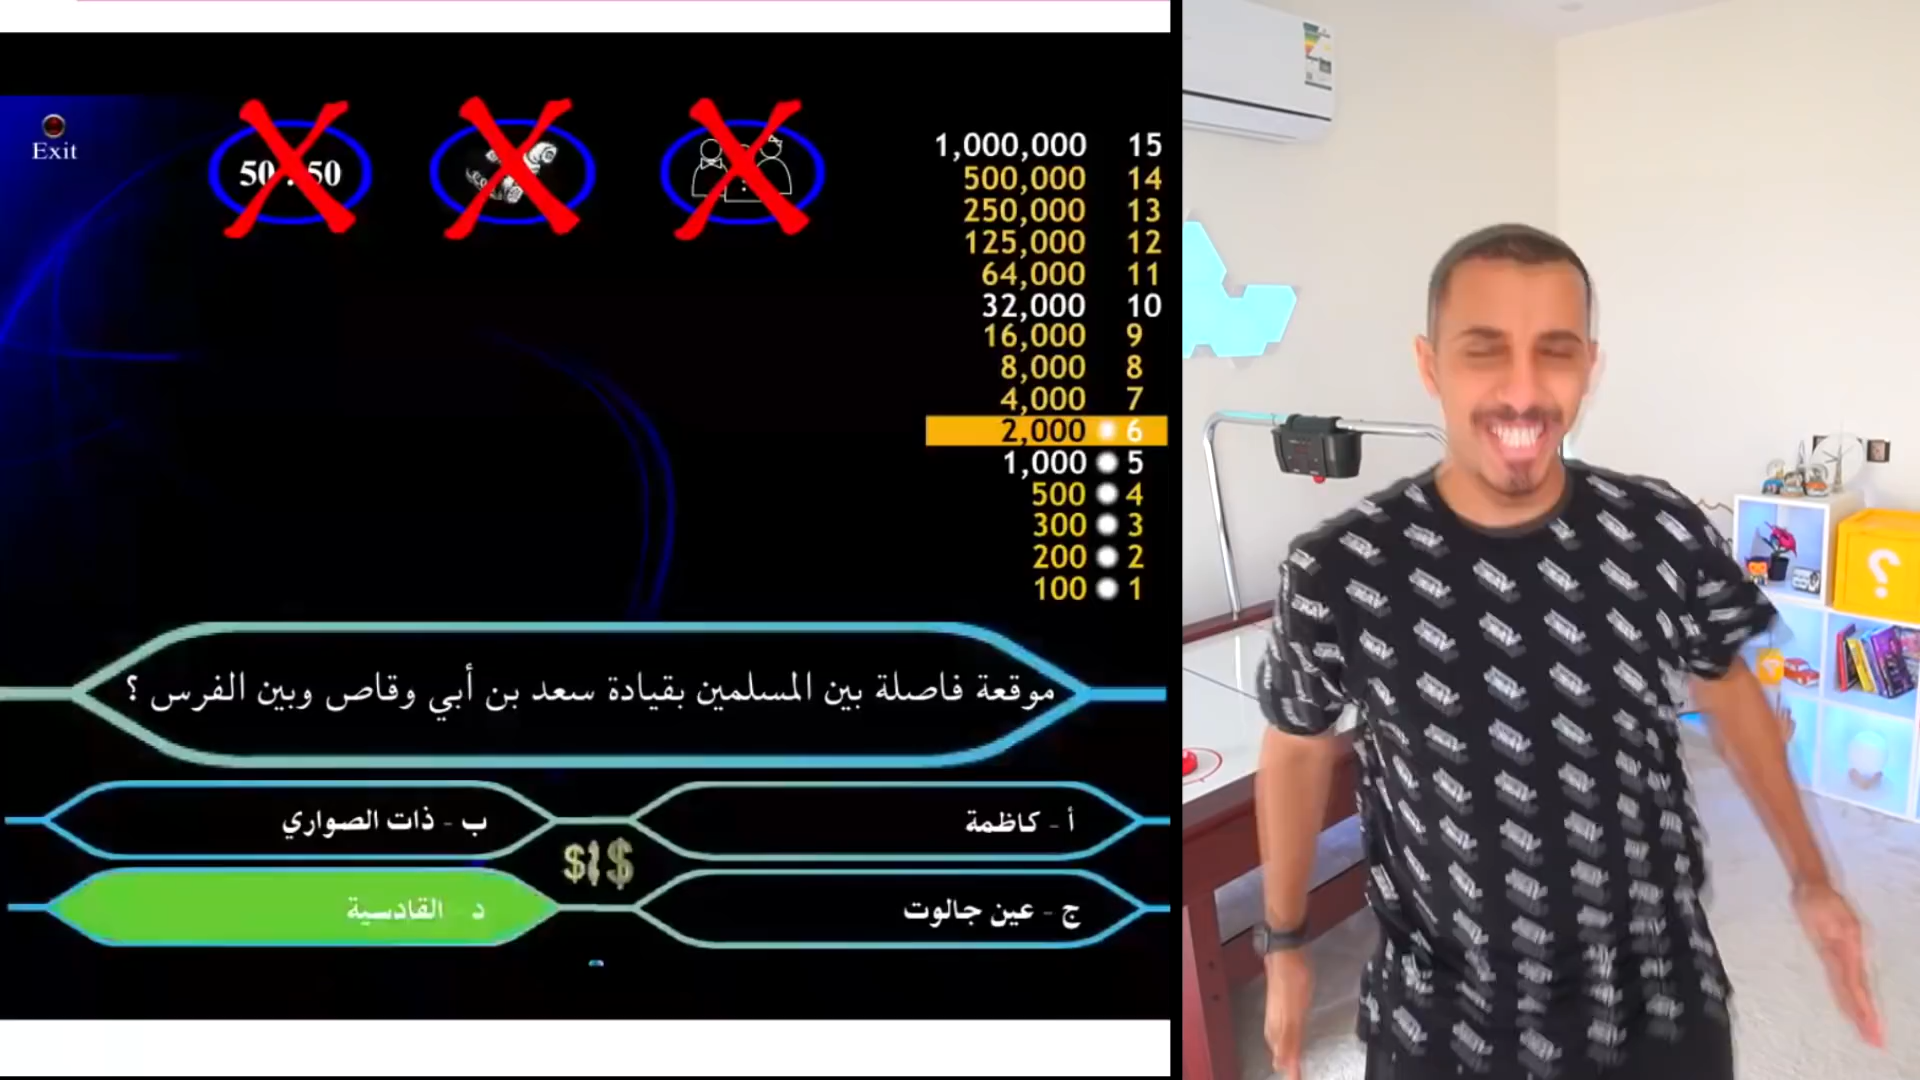 Exit
50 : 50
1,000,000 15
500,000 14
250,000 13
125,000 12
64,000 11
32,000 10
16,000 9
8,000 8
4,000 7
2,000 6
1,000 5
500 4
300 3
200 2
100 1
موقعة فاصلة بين المسلمين بقيادة سعد بن أبي وقاص وبين الفرس ؟
أ - كاظمة
ب - ذات الصواري
ج - عين جالوت
د - القادسية
$ $
?